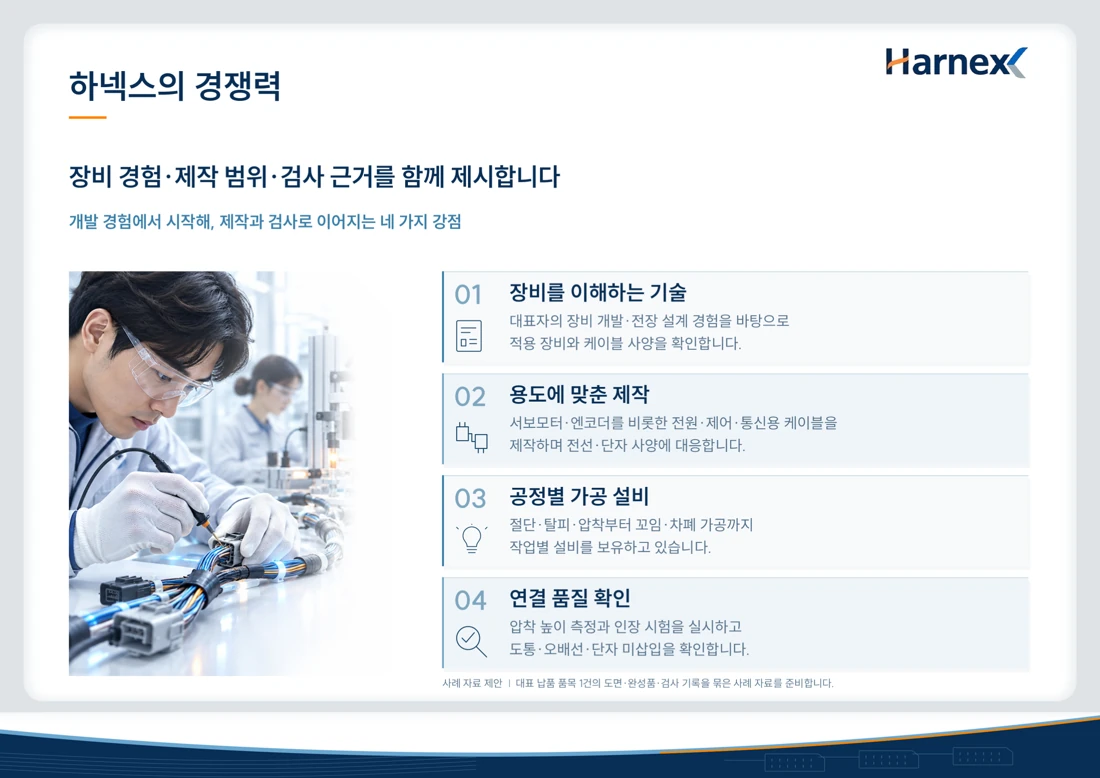 하넥스의 경쟁력
Harnex
장비 경험·제작 범위·검사 근거를 함께 제시합니다
개발 경험에서 시작해, 제작과 검사로 이어지는 네 가지 강점
01
장비를 이해하는 기술
대표자의 장비 개발·전장 설계 경험을 바탕으로
적용 장비와 케이블 사양을 확인합니다.
02
용도에 맞춘 제작
서보모터·엔코더를 비롯한 전원·제어·통신용 케이블을
제작하며 전선·단자 사양에 대응합니다.
03
공정별 가공 설비
절단·탈피·압착부터 꼬임·차폐 가공까지
작업별 설비를 보유하고 있습니다.
04
연결 품질 확인
압착 높이 측정과 인장 시험을 실시하고
도통·오배선·단자 미삽입을 확인합니다.
사례 자료 제안 | 대표 납품 품목 1건의 도면·완성품·검사 기록을 묶은 사례 자료를 준비합니다.